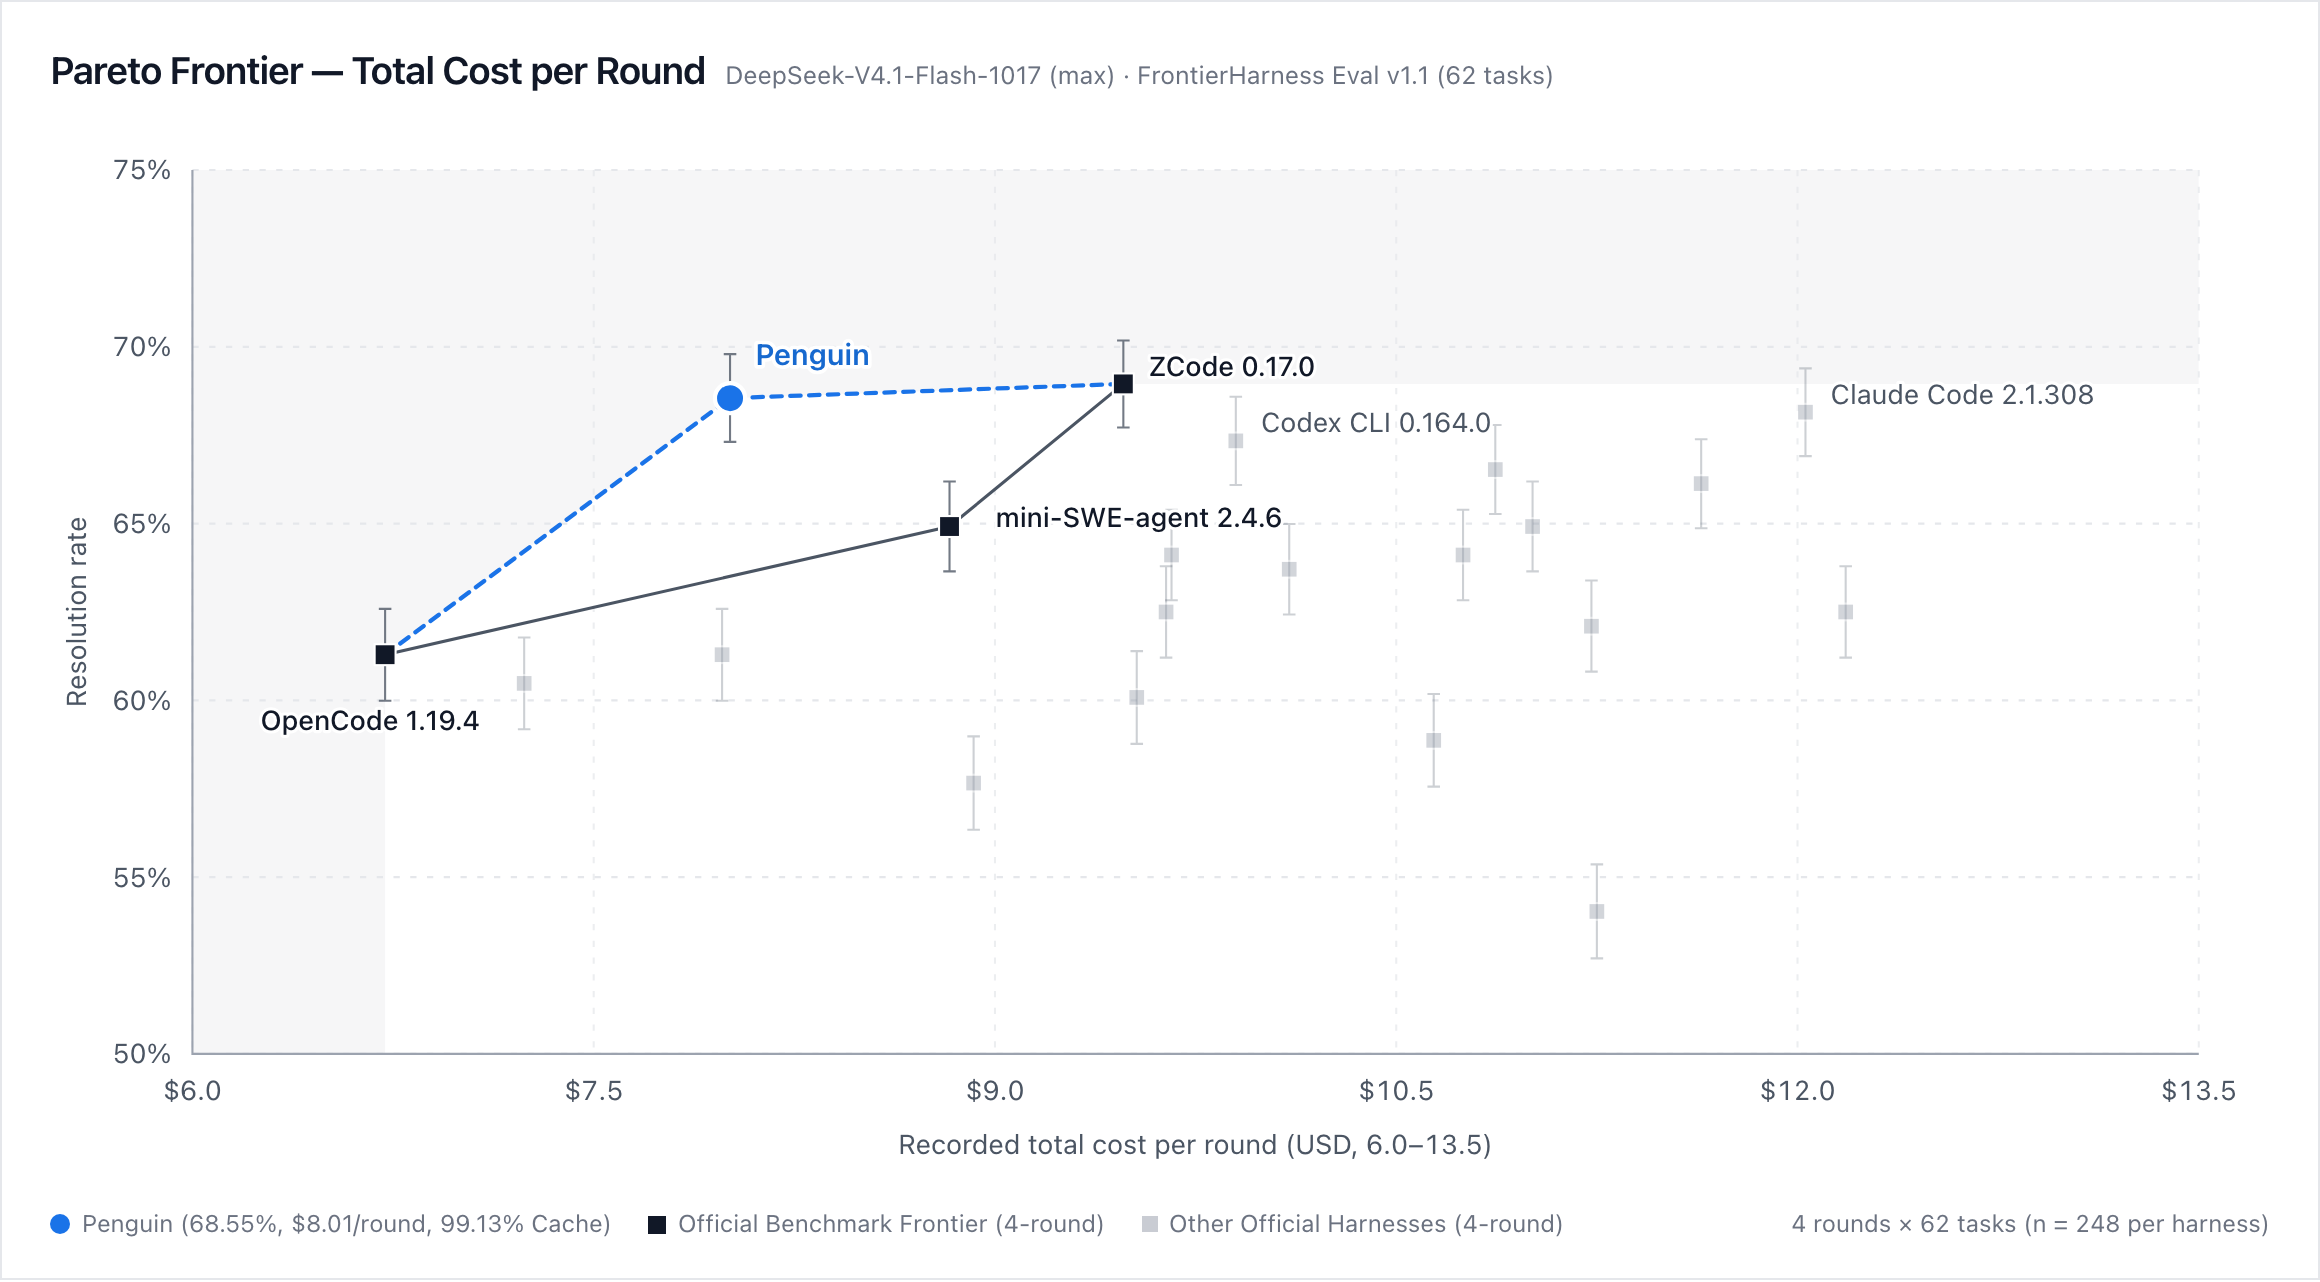 Pareto Frontier — Total Cost per Round DeepSeek-V4.1-Flash-1017 (max) · FrontierHarness Eval v1.1 (62 tasks)
75%
70%
65%
60%
55%
50%
Resolution rate
Penguin
ZCode 0.17.0
Claude Code 2.1.308
Codex CLI 0.164.0
mini-SWE-agent 2.4.6
OpenCode 1.19.4
$6.0 $7.5 $9.0 $10.5 $12.0 $13.5
Recorded total cost per round (USD, 6.0–13.5)
Penguin (68.55%, $8.01/round, 99.13% Cache) Official Benchmark Frontier (4-round) Other Official Harnesses (4-round) 4 rounds × 62 tasks (n = 248 per harness)